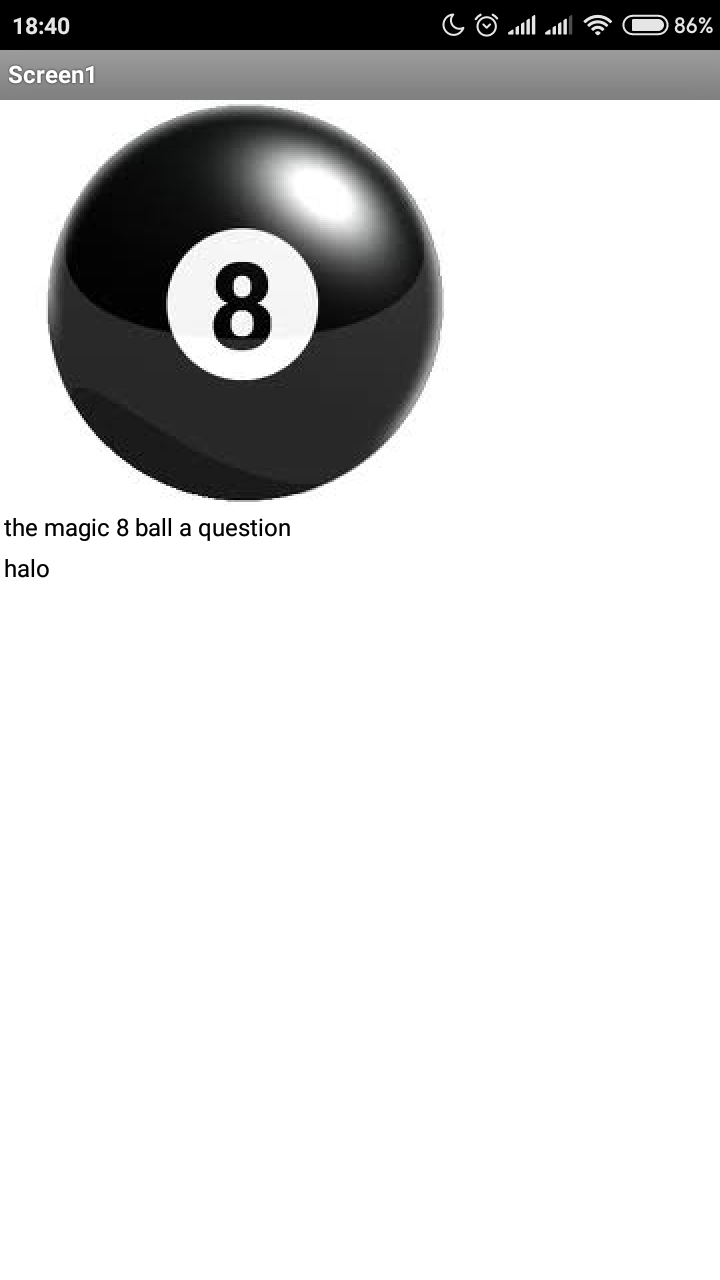 18:40
86%
Screen1
8
the magic 8 ball a question
halo